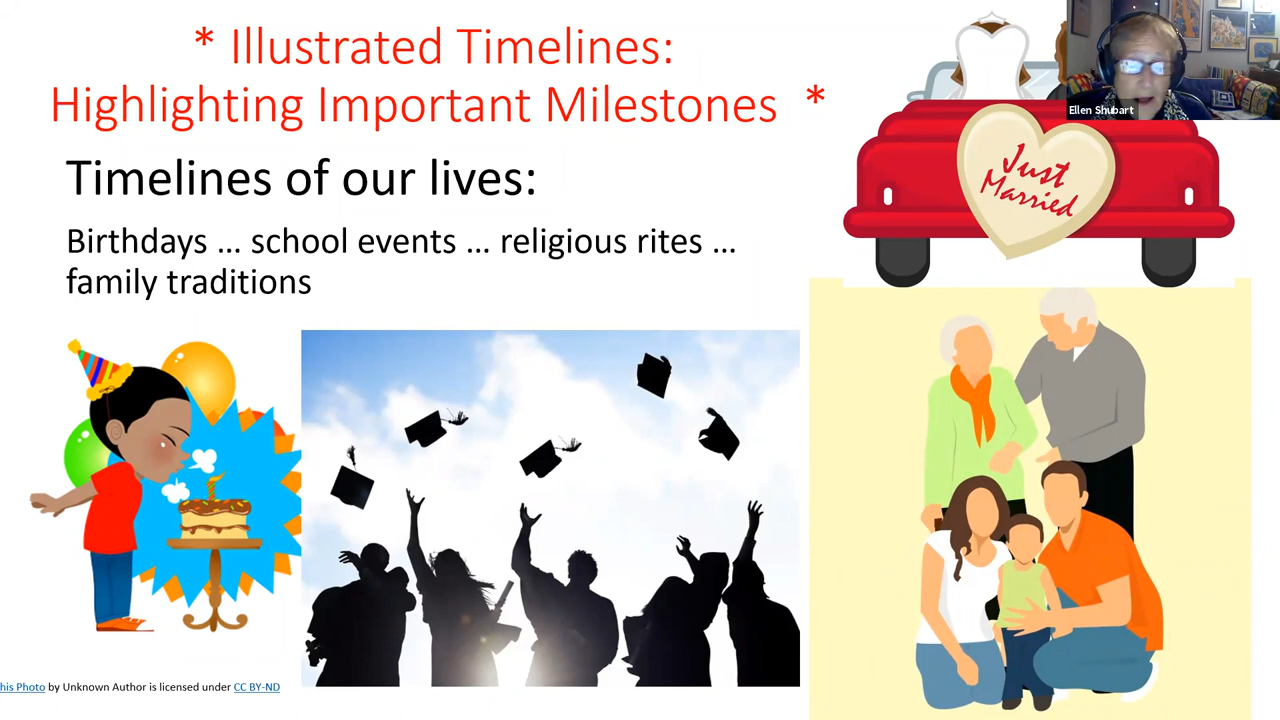 * Illustrated Timelines:
Highlighting Important Milestones *
Timelines of our lives:
Birthdays ... school events ... religious rites ...
family traditions
Just
Married
Ellen Shubart
his Photo by Unknown Author is licensed under CC BY-ND